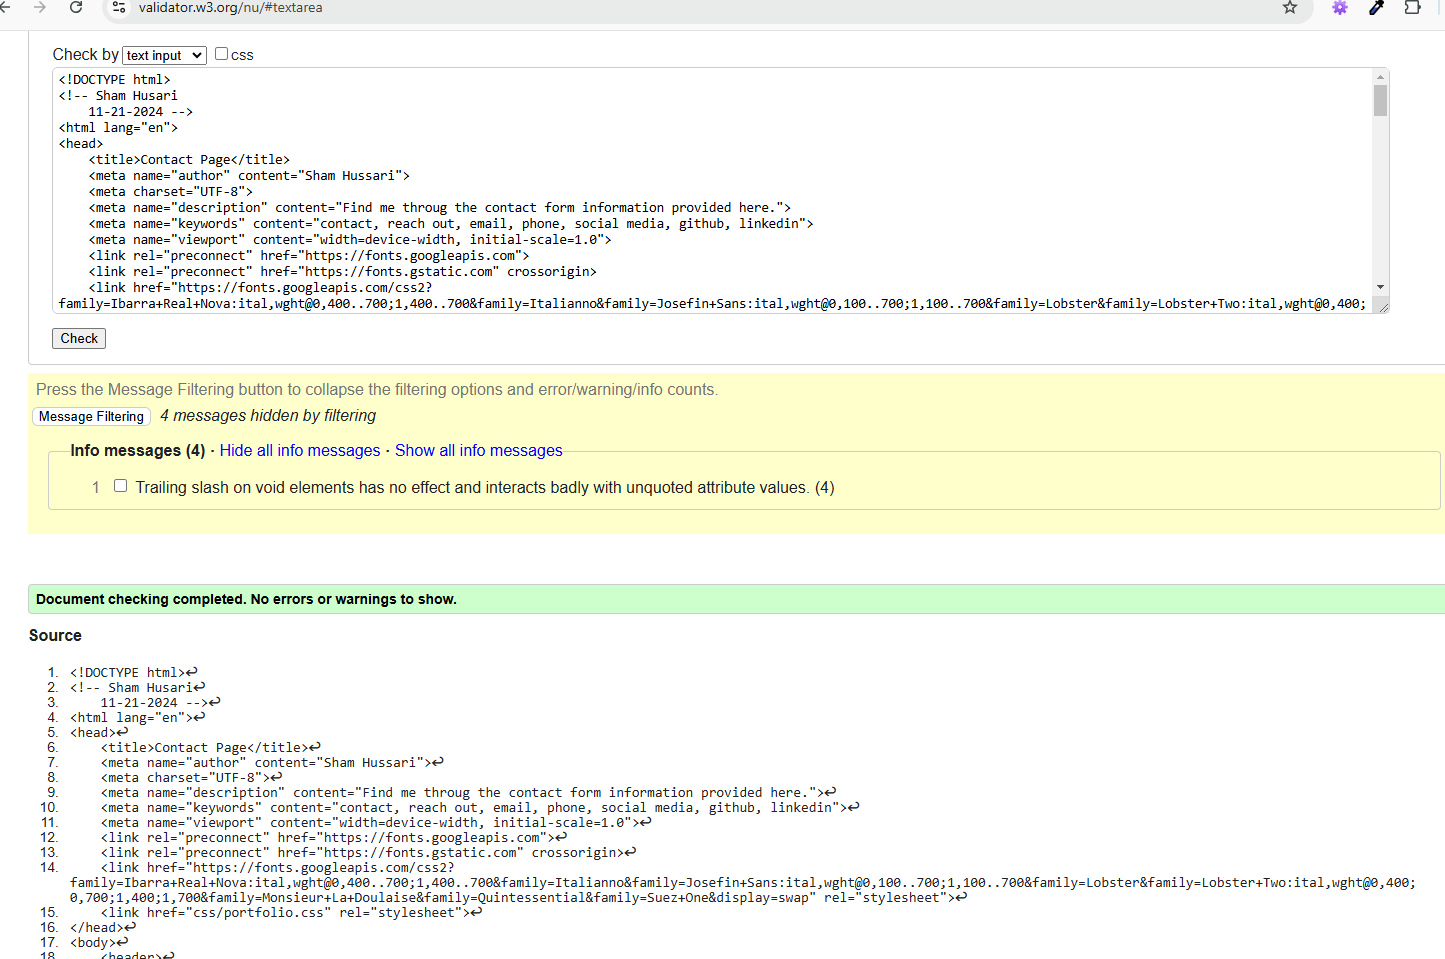 validator.w3.org/nu/#textarea
Check by text input css
<!DOCTYPE html>
<!-- Sham Husari
11-21-2024 -->
<html lang="en">
<head>
<title>Contact Page</title>
<meta name="author" content="Sham Hussari">
<meta charset="UTF-8">
<meta name="description" content="Find me throug the contact form information provided here.">
<meta name="keywords" content="contact, reach out, email, phone, social media, github, linkedin">
<meta name="viewport" content="width=device-width, initial-scale=1.0">
<link rel="preconnect" href="https://fonts.googleapis.com">
<link rel="preconnect" href="https://fonts.gstatic.com" crossorigin>
<link href="https://fonts.googleapis.com/css2?
family=Ibarra+Real+Nova:ital,wght@0,400..700;1,400..700&family=Italianno&family=Josefin+Sans:ital,wght@0,100..700;1,100..700&family=Lobster&family=Lobster+Two:ital,wght@0,400;
Check
Press the Message Filtering button to collapse the filtering options and error/warning/info counts.
Message Filtering 4 messages hidden by filtering
Info messages (4) · Hide all info messages · Show all info messages
1 Trailing slash on void elements has no effect and interacts badly with unquoted attribute values. (4)
Document checking completed. No errors or warnings to show.
Source
1. <!DOCTYPE html>↩
2. <!-- Sham Husari↩
3. 11-21-2024 -->↩
4. <html lang="en">↩
5. <head>↩
6. <title>Contact Page</title>↩
7. <meta name="author" content="Sham Hussari">↩
8. <meta charset="UTF-8">↩
9. <meta name="description" content="Find me throug the contact form information provided here.">↩
10. <meta name="keywords" content="contact, reach out, email, phone, social media, github, linkedin">↩
11. <meta name="viewport" content="width=device-width, initial-scale=1.0">↩
12. <link rel="preconnect" href="https://fonts.googleapis.com">↩
13. <link rel="preconnect" href="https://fonts.gstatic.com" crossorigin>↩
14. <link href="https://fonts.googleapis.com/css2?
family=Ibarra+Real+Nova:ital,wght@0,400..700;1,400..700&family=Italianno&family=Josefin+Sans:ital,wght@0,100..700;1,100..700&family=Lobster&family=Lobster+Two:ital,wght@0,400;
0,700;1,400;1,700&family=Monsieur+La+Doulaise&family=Quintessential&family=Suez+One&display=swap" rel="stylesheet">↩
15. <link href="css/portfolio.css" rel="stylesheet">↩
16. </head>↩
17. <body>↩
18. <header>↩